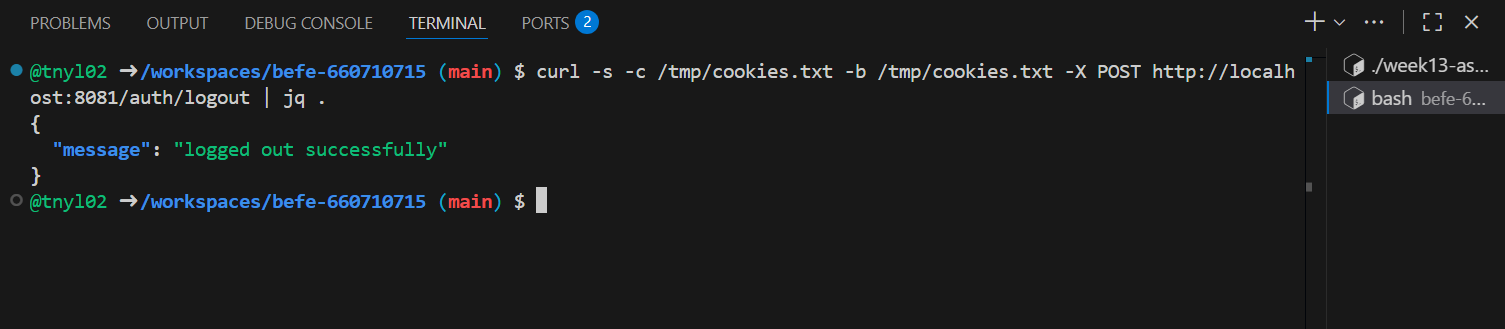 PROBLEMS OUTPUT DEBUG CONSOLE TERMINAL PORTS 2
@tnyl02 ➜/workspaces/befe-660710715 (main) $ curl -s -c /tmp/cookies.txt -b /tmp/cookies.txt -X POST http://localh
ost:8081/auth/logout | jq .
{
  "message": "logged out successfully"
}
@tnyl02 ➜/workspaces/befe-660710715 (main) $
./week13-as...
bash befe-6...